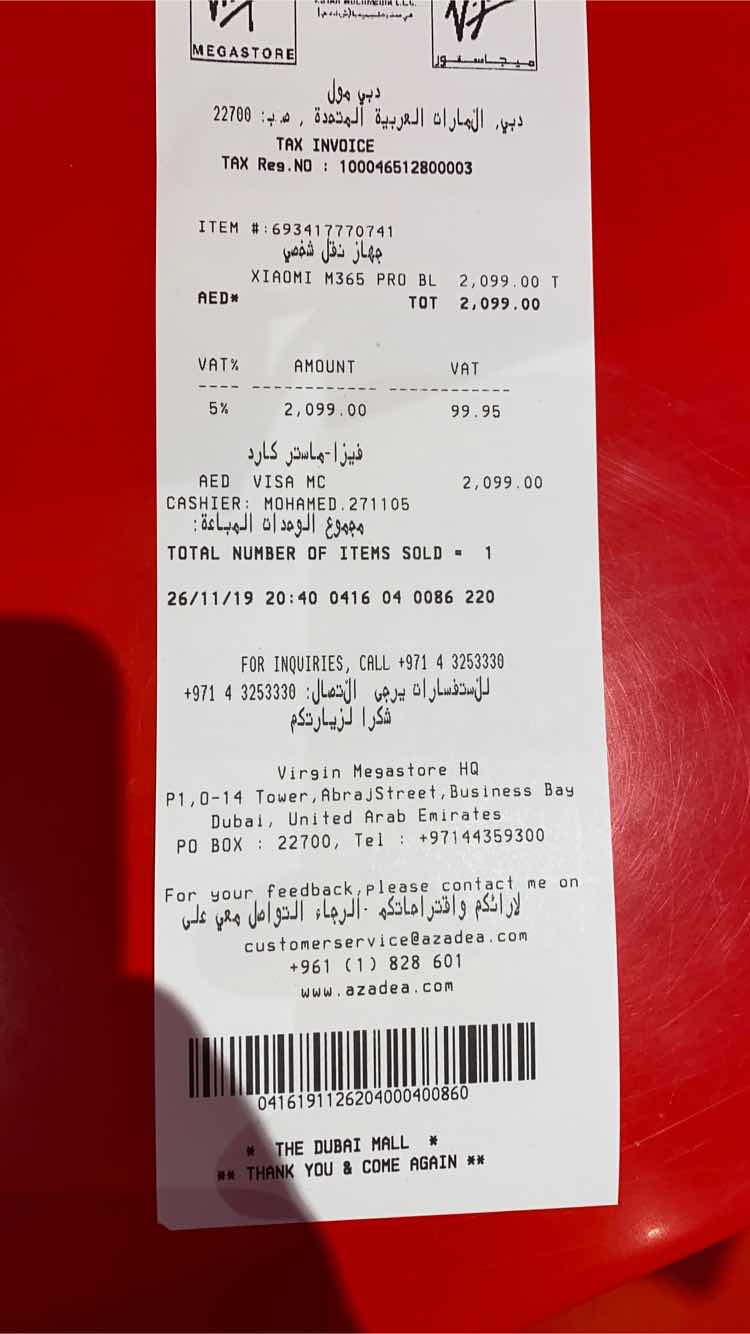 MEGASTORE
ميجاستور
دبي مول
دبي, الامارات العربية المتحدة , ص.ب: 22700
TAX INVOICE
TAX Reg.NO : 100046512800003
ITEM #:693417770741
جهاز نقل شخصي
XIAOMI M365 PRO BL 2,099.00 T
AED* TOT 2,099.00
VAT% AMOUNT VAT
---- ------------ ------------
5% 2,099.00 99.95
فيزا-ماستر كارد
AED VISA MC 2,099.00
CASHIER: MOHAMED.271105
مجموع الوحدات المباعة:
TOTAL NUMBER OF ITEMS SOLD = 1
26/11/19 20:40 0416 04 0086 220
FOR INQUIRIES, CALL +971 4 3253330
للأستفسارات يرجى الأتصال: 3253330 4 971+
شكرا لزيارتكم
Virgin Megastore HQ
P1,O-14 Tower,AbrajStreet,Business Bay
Dubai, United Arab Emirates
PO BOX : 22700, Tel : +97144359300
For your feedback,please contact me on
لارائكم واقتراحاتكم -الرجاء التواصل معي على
customerservice@azadea.com
+961 (1) 828 601
www.azadea.com
0416191126204000400860
* THE DUBAI MALL *
** THANK YOU & COME AGAIN **